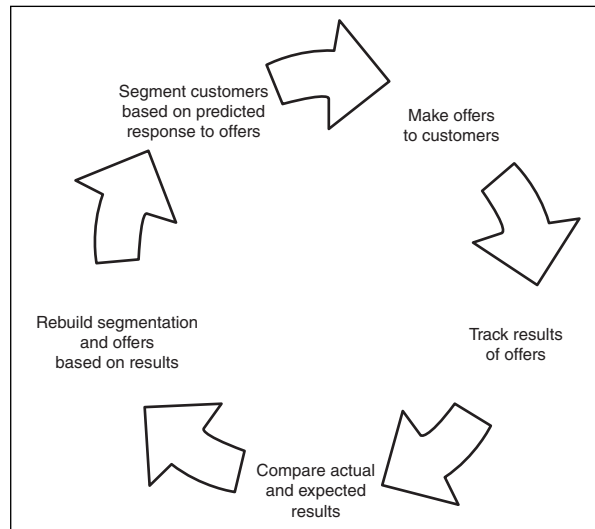 Segment customers
based on predicted
response to offers
Make offers
to customers
Track results
of offers
Compare actual
and expected
results
Rebuild segmentation
and offers
based on results